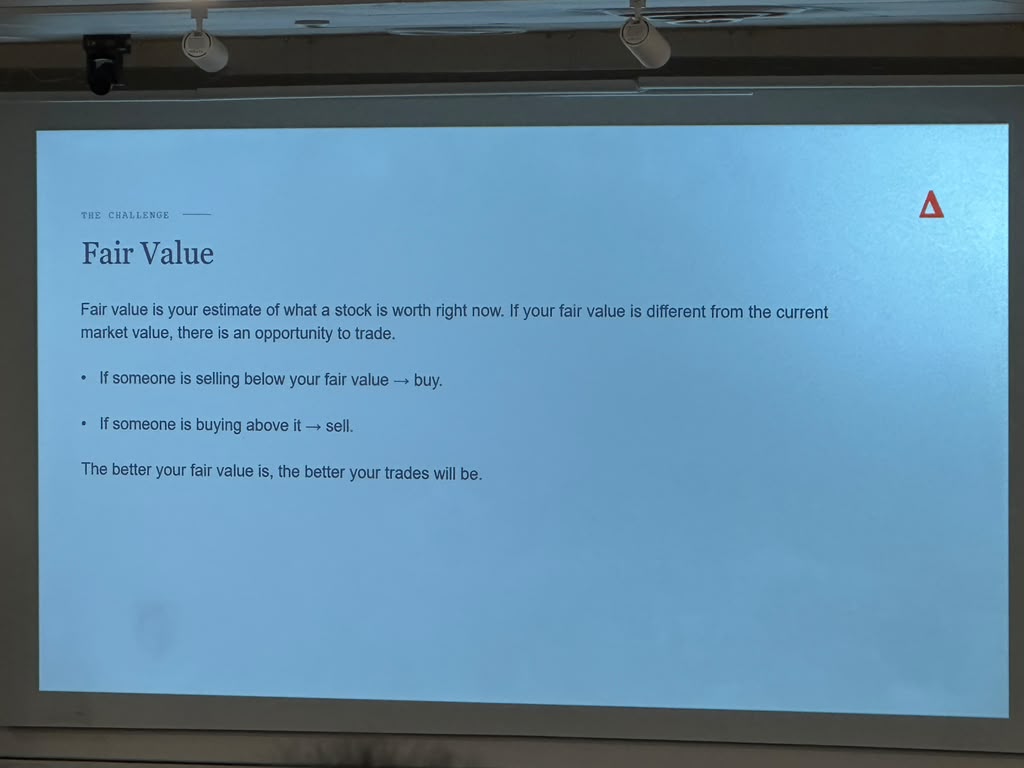 THE CHALLENGE
Fair Value
Fair value is your estimate of what a stock is worth right now. If your fair value is different from the current
market value, there is an opportunity to trade.
• If someone is selling below your fair value → buy.
• If someone is buying above it → sell.
The better your fair value is, the better your trades will be.